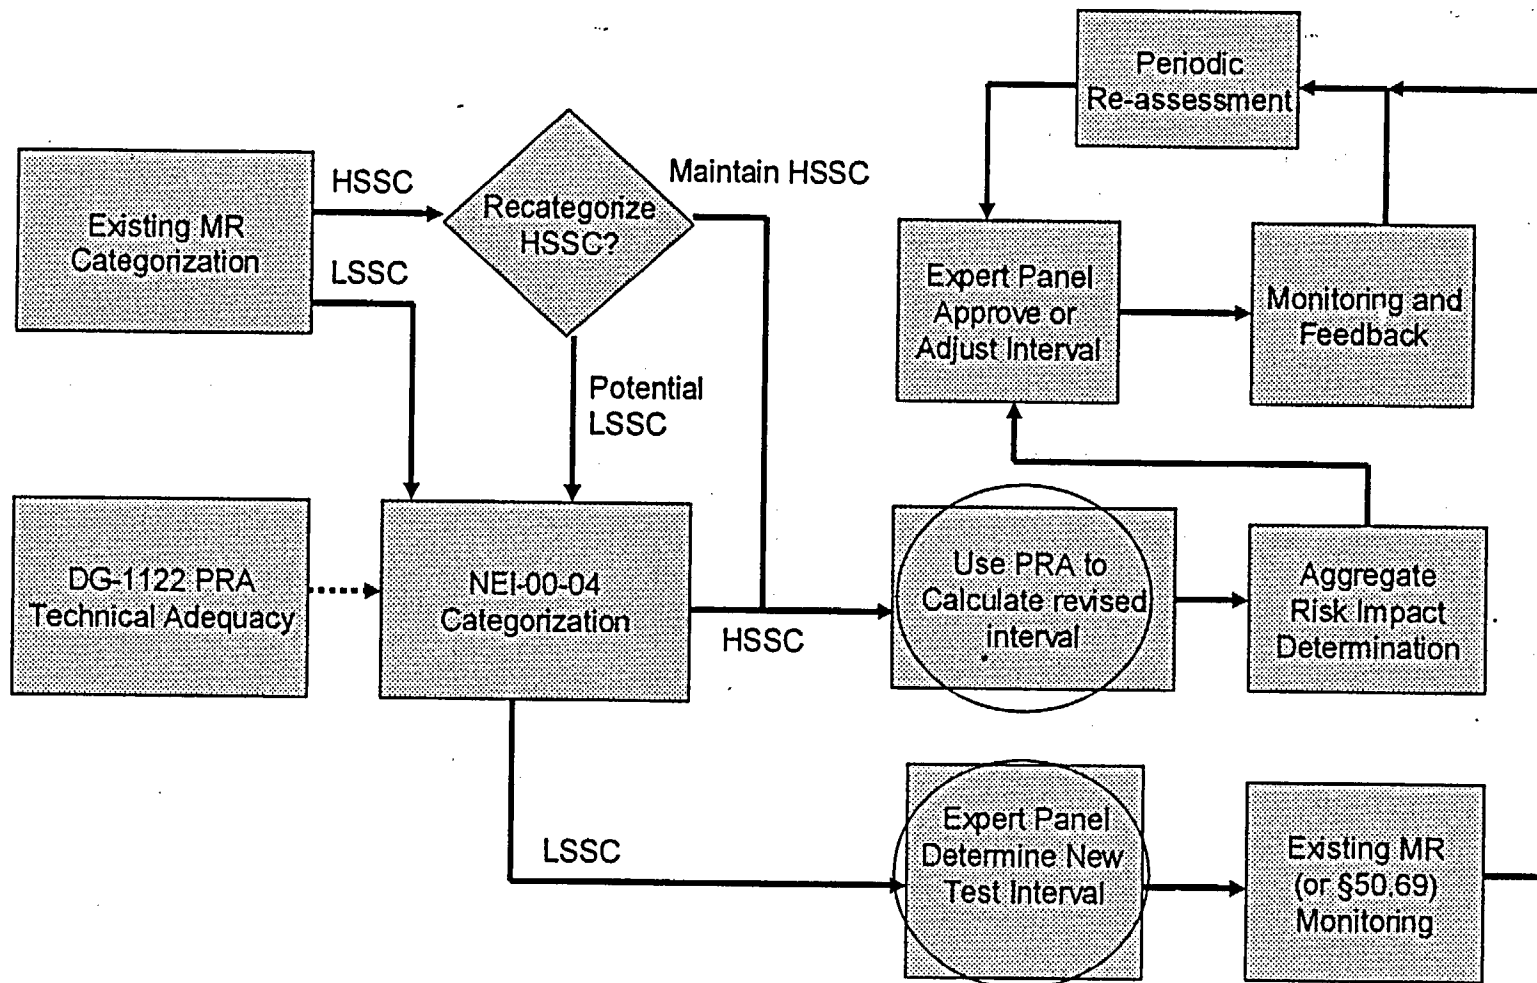 Periodic
Re-assessment
Existing MR
Categorization
HSSC
LSSC
Recategorize
HSSC?
Maintain HSSC
Potential
LSSC
Expert Panel
Approve or
Adjust Interval
Monitoring and
Feedback
DG-1122 PRA
Technical Adequacy
NEI-00-04
Categorization
HSSC
Use PRA to
Calculate revised
interval
Aggregate
Risk Impact
Determination
LSSC
Expert Panel
Determine New
Test Interval
Existing MR
(or §50.69)
Monitoring